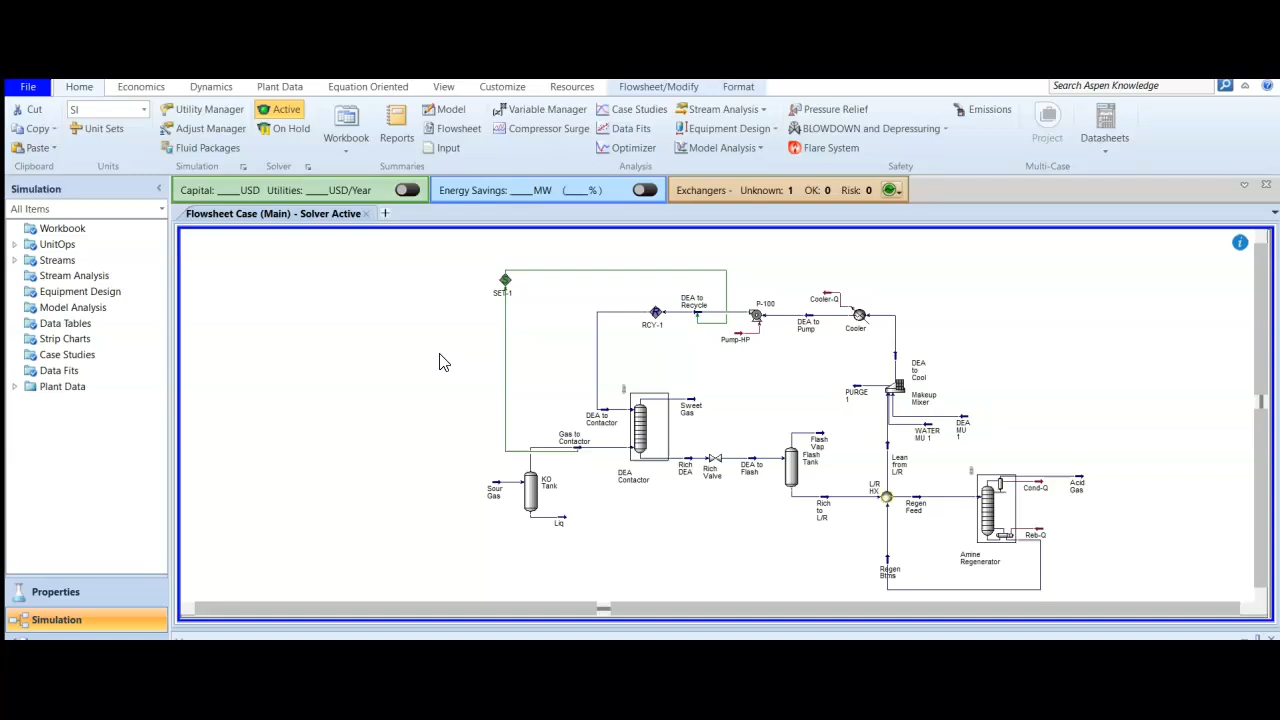 File Home Economics Dynamics Plant Data Equation Oriented View Customize Resources Flowsheet/Modify Format Search Aspen Knowledge
Cut SI Utility Manager Active Model Variable Manager Case Studies Stream Analysis Pressure Relief Emissions
Copy Unit Sets Adjust Manager On Hold Workbook Reports Flowsheet Compressor Surge Data Fits Equipment Design BLOWDOWN and Depressuring Project Datasheets
Paste Fluid Packages Input Optimizer Model Analysis Flare System
Clipboard Units Simulation Solver Summaries Analysis Safety Multi-Case
Simulation Capital: ____USD Utilities: ____USD/Year Energy Savings: ____MW (____%) Exchangers - Unknown: 1 OK: 0 Risk: 0
All Items Flowsheet Case (Main) - Solver Active
Workbook
UnitOps
Streams
Stream Analysis
Equipment Design
Model Analysis
Data Tables
Strip Charts
Case Studies
Data Fits
Plant Data
Properties
Simulation
SET-1
DEA to
Recycle
P-100
Cooler-Q
RCY-1
Pump-HP
DEA to
Pump
Cooler
DEA
to
Cool
PURGE
1
Makeup
Mixer
DEA to
Contactor
Sweet
Gas
WATER
MU 1
DEA
MU
1
Gas to
Contactor
Flash
Vap
Flash
Tank
Rich
DEA
Rich
Valve
DEA to
Flash
Lean
from
L/R
DEA
Contactor
Sour
Gas
KO
Tank
Liq
Rich
to
L/R
L/R
HX
Regen
Feed
Cond-Q
Acid
Gas
Reb-Q
Amine
Regenerator
Regen
Btms